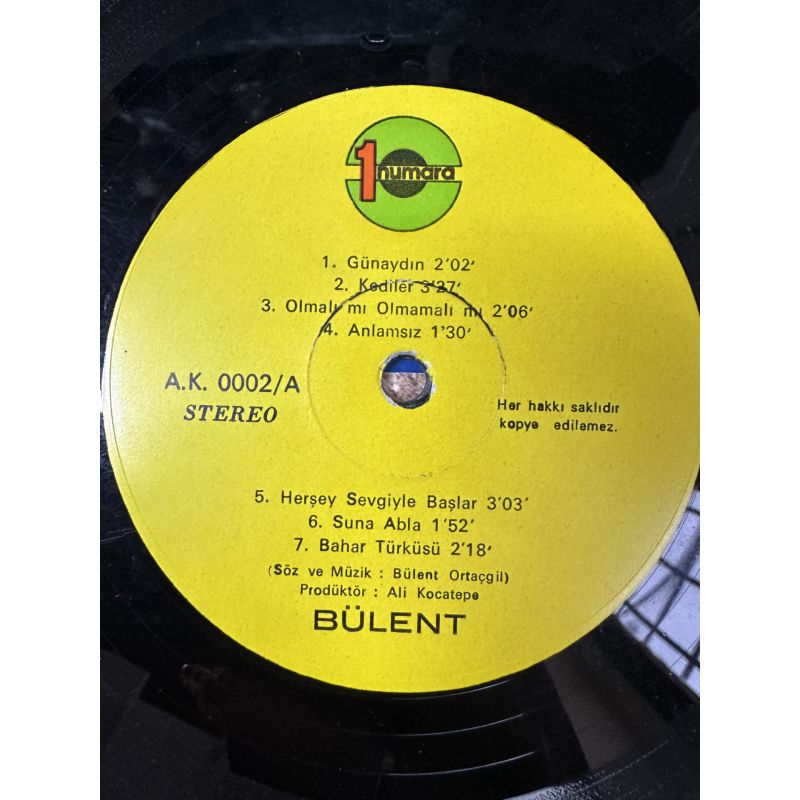 1 numara
1. Günaydın 2'02'
2. Kediler 3'27'
3. Olmalı mı Olmamalı mı 2'06'
4. Anlamsız 1'30'
A.K. 0002/A
STEREO
Her hakkı saklıdır
kopye edilemez.
5. Herşey Sevgiyle Başlar 3'03'
6. Suna Abla 1'52'
7. Bahar Türküsü 2'18'
(Söz ve Müzik : Bülent Ortaçgil)
Prodüktör : Ali Kocatepe
BÜLENT